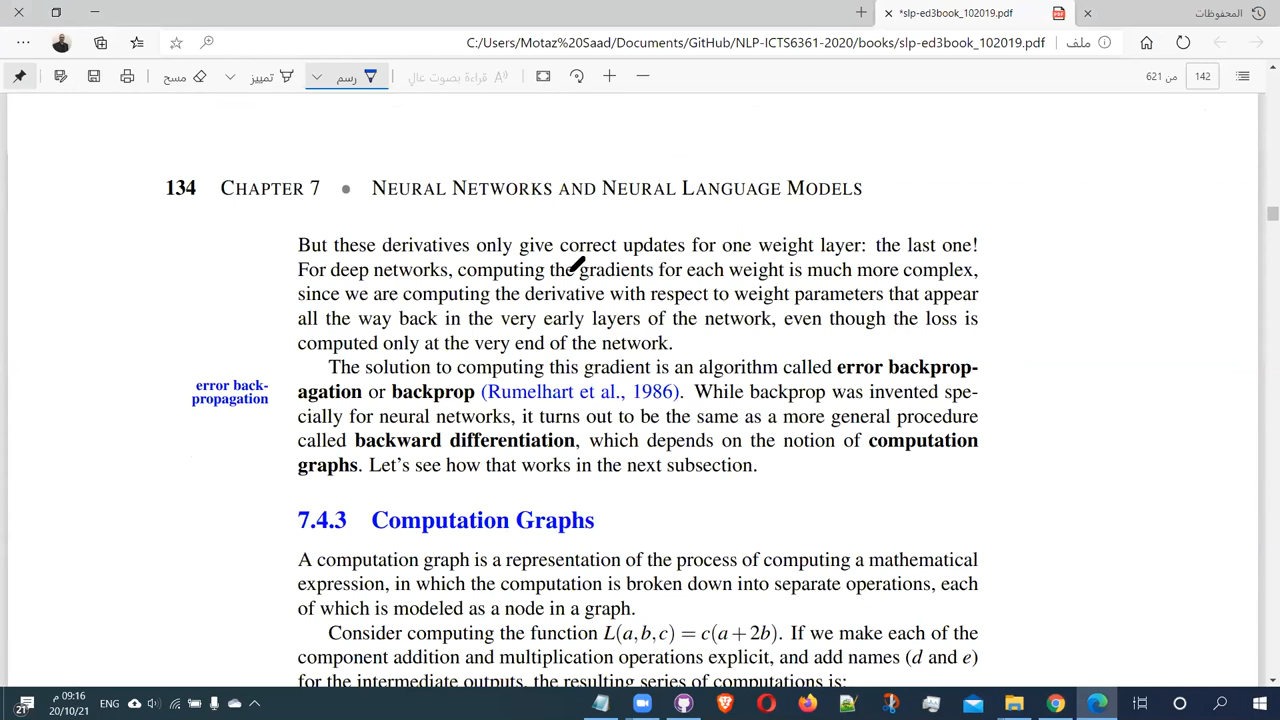 *slp-ed3book_102019.pdf
المحفوظات
C:/Users/Motaz%20Saad/Documents/GitHub/NLP-ICTS6361-2020/books/slp-ed3book_102019.pdf
ملف
مسح
تمييز
رسم
قراءة بصوت عالٍ
من 621
142
134 CHAPTER 7 • NEURAL NETWORKS AND NEURAL LANGUAGE MODELS
But these derivatives only give correct updates for one weight layer: the last one!
For deep networks, computing the gradients for each weight is much more complex,
since we are computing the derivative with respect to weight parameters that appear
all the way back in the very early layers of the network, even though the loss is
computed only at the very end of the network.
The solution to computing this gradient is an algorithm called error backprop-
error back-
propagation
agation or backprop (Rumelhart et al., 1986). While backprop was invented spe-
cially for neural networks, it turns out to be the same as a more general procedure
called backward differentiation, which depends on the notion of computation
graphs. Let's see how that works in the next subsection.
7.4.3 Computation Graphs
A computation graph is a representation of the process of computing a mathematical
expression, in which the computation is broken down into separate operations, each
of which is modeled as a node in a graph.
Consider computing the function L(a,b,c) = c(a+2b). If we make each of the
component addition and multiplication operations explicit, and add names (d and e)
for the intermediate outputs, the resulting series of computations is:
09:16
20/10/21
ENG